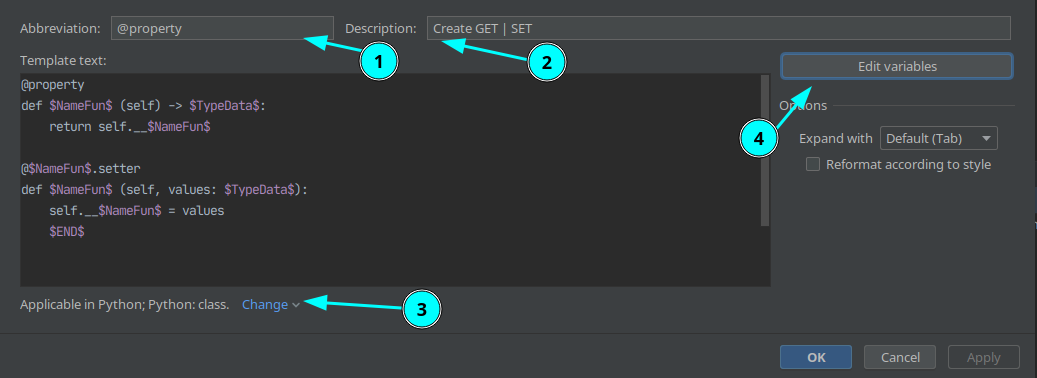 Abbreviation: @property Description: Create GET | SET
1
2
Template text:
Edit variables
@property
def $NameFun$ (self) -> $TypeData$:
    return self.__$NameFun$
Options
4
Expand with Default (Tab)
Reformat according to style
@$NameFun$.setter
def $NameFun$ (self, values: $TypeData$):
    self.__$NameFun$ = values
    $END$
Applicable in Python; Python: class. Change
3
OK Cancel Apply